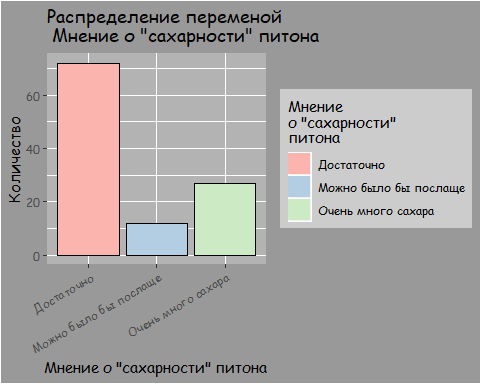 Распределение переменой
Мнение о "сахарности" питона
Количество
60
40
20
0
Достаточно
Можно было бы послаще
Очень много сахара
Мнение о "сахарности" питона
Мнение
о "сахарности"
питона
Достаточно
Можно было бы послаще
Очень много сахара